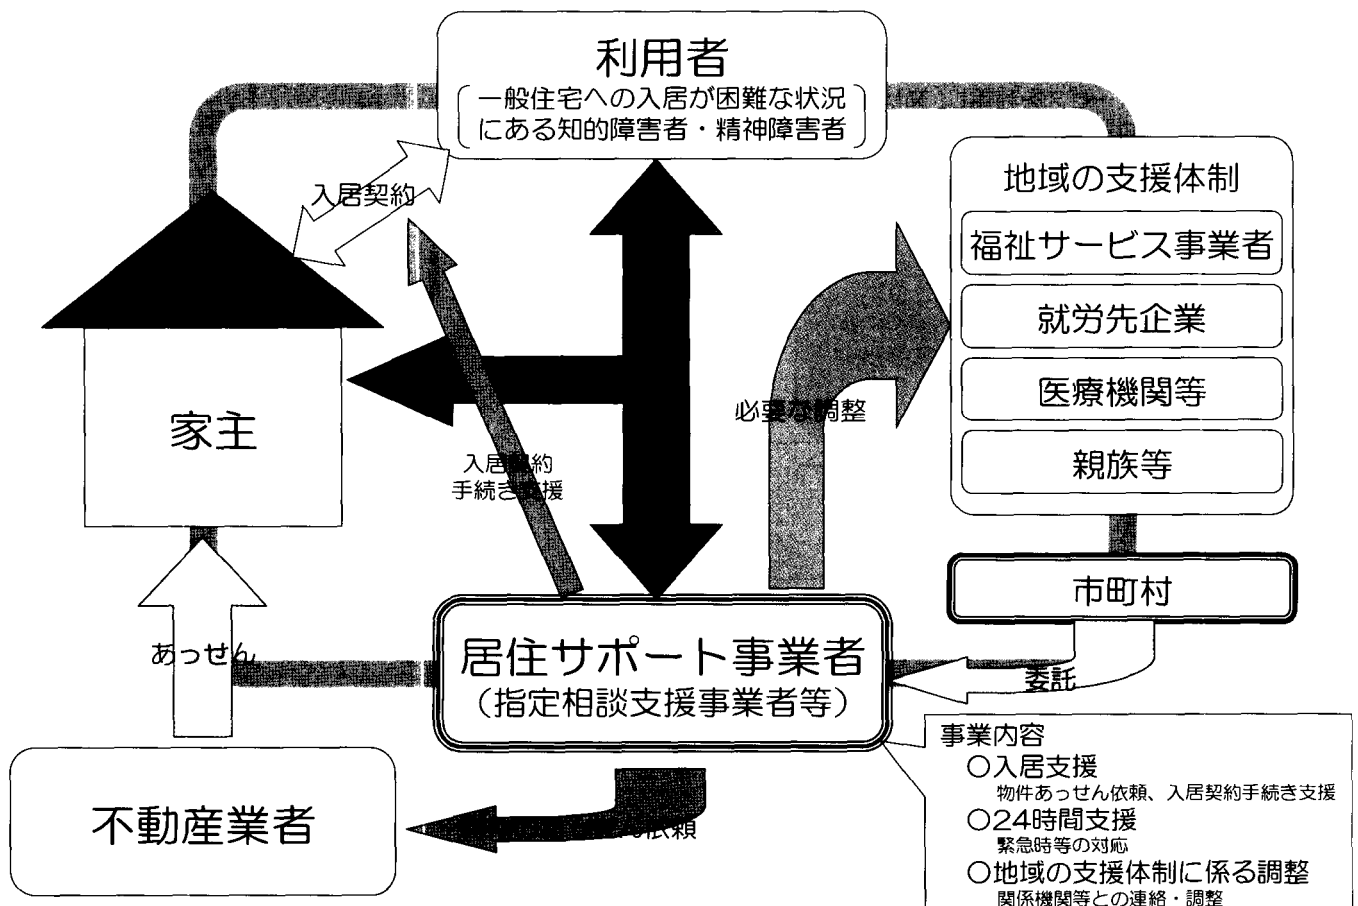 利用者
一般住宅への入居が困難な状況
にある知的障害者・精神障害者
地域の支援体制
福祉サービス事業者
就労先企業
医療機関等
親族等
市町村
入居契約
家主
必要な調整
入居契約
手続き支援
あっせん
居住サポート事業者
（指定相談支援事業者等）
委託
不動産業者
依頼
事業内容
○入居支援
物件あっせん依頼、入居契約手続き支援
○24時間支援
緊急時等の対応
○地域の支援体制に係る調整
関係機関等との連絡・調整